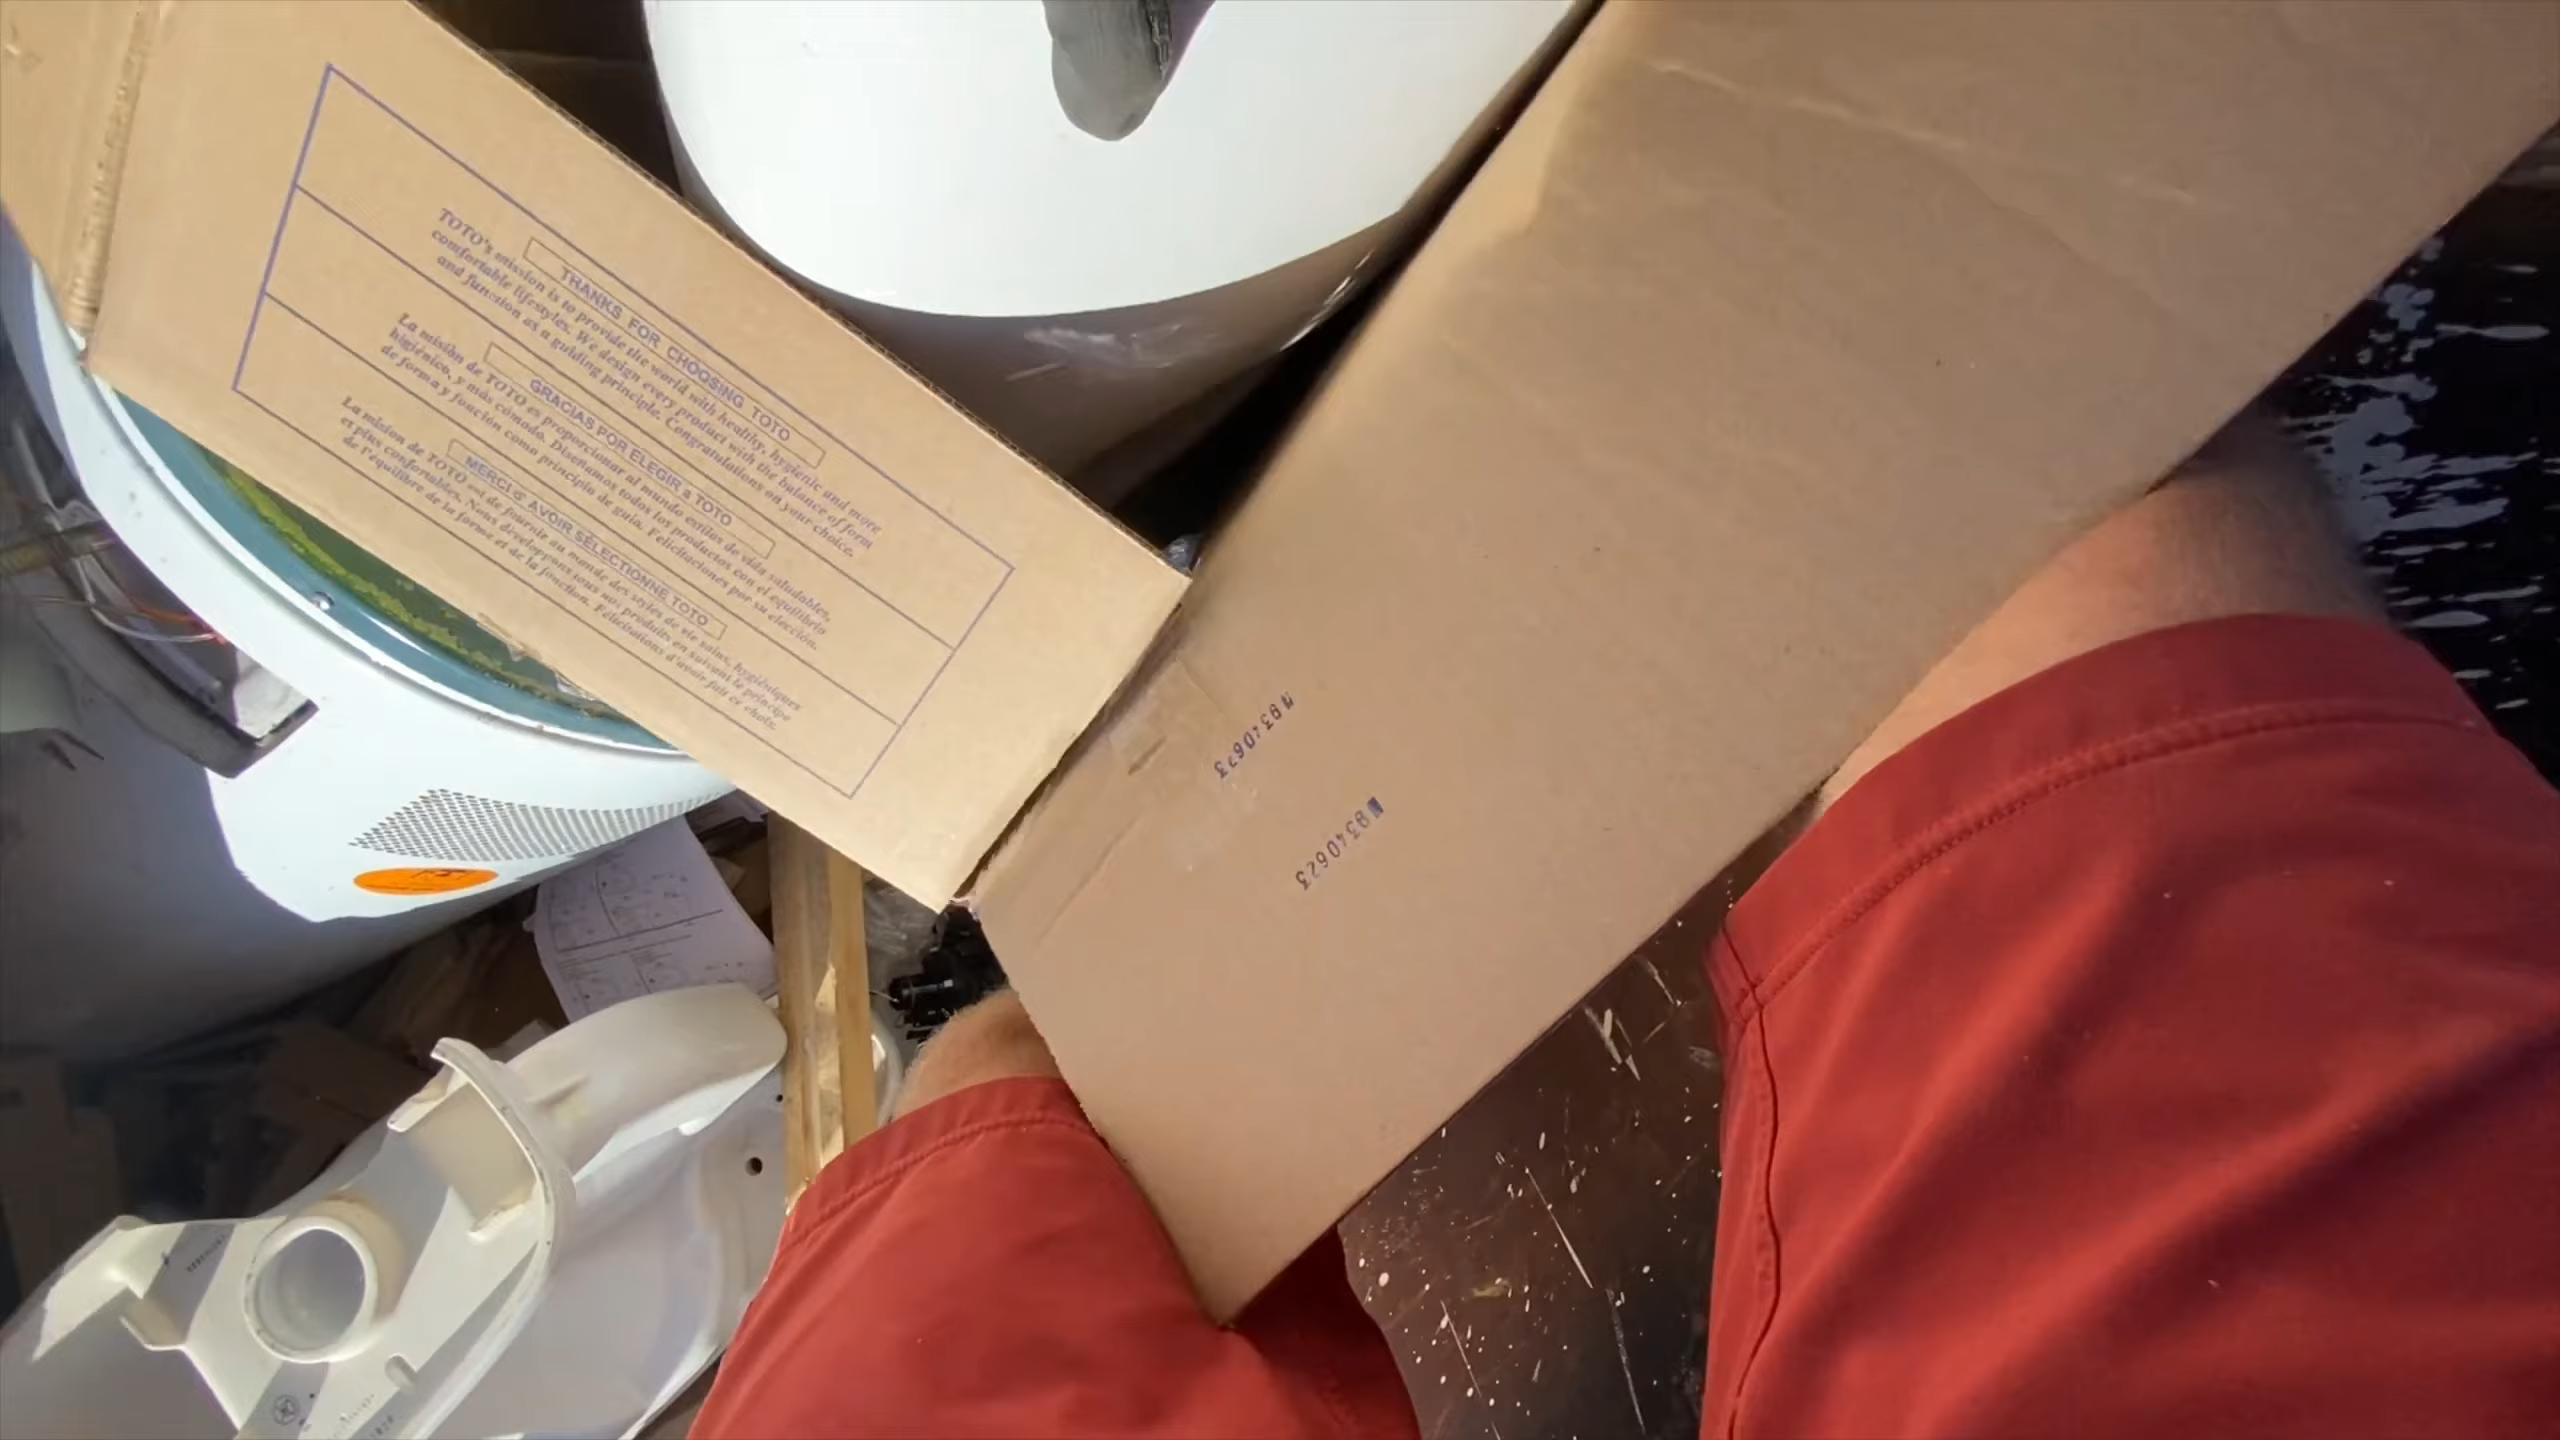 THANKS FOR CHOOSING TOTO
TOTO's mission is to provide the world with healthy, hygienic and more
comfortable lifestyles. We design every product with the balance of form
and function as a guiding principle. Congratulations on your choice.
GRACIAS POR ELEGIR a TOTO
La misión de TOTO es proporcionar al mundo estilos de vida saludables,
higiénico, y más cómodo. Diseñamos todos los productos con el equilibrio
de forma y función como principio de guía. Felicitaciones por su elección.
MERCI d' AVOIR SÉLECTIONNÉ TOTO
La mision de TOTO est de fournir au monde des styles de vie sains, hygiéniques
et plus confortables. Nous développons tous nos produits en suivant le principe
de l'équilibre de la forme et de la fonction. Félicitations d'avoir fait ce choix.